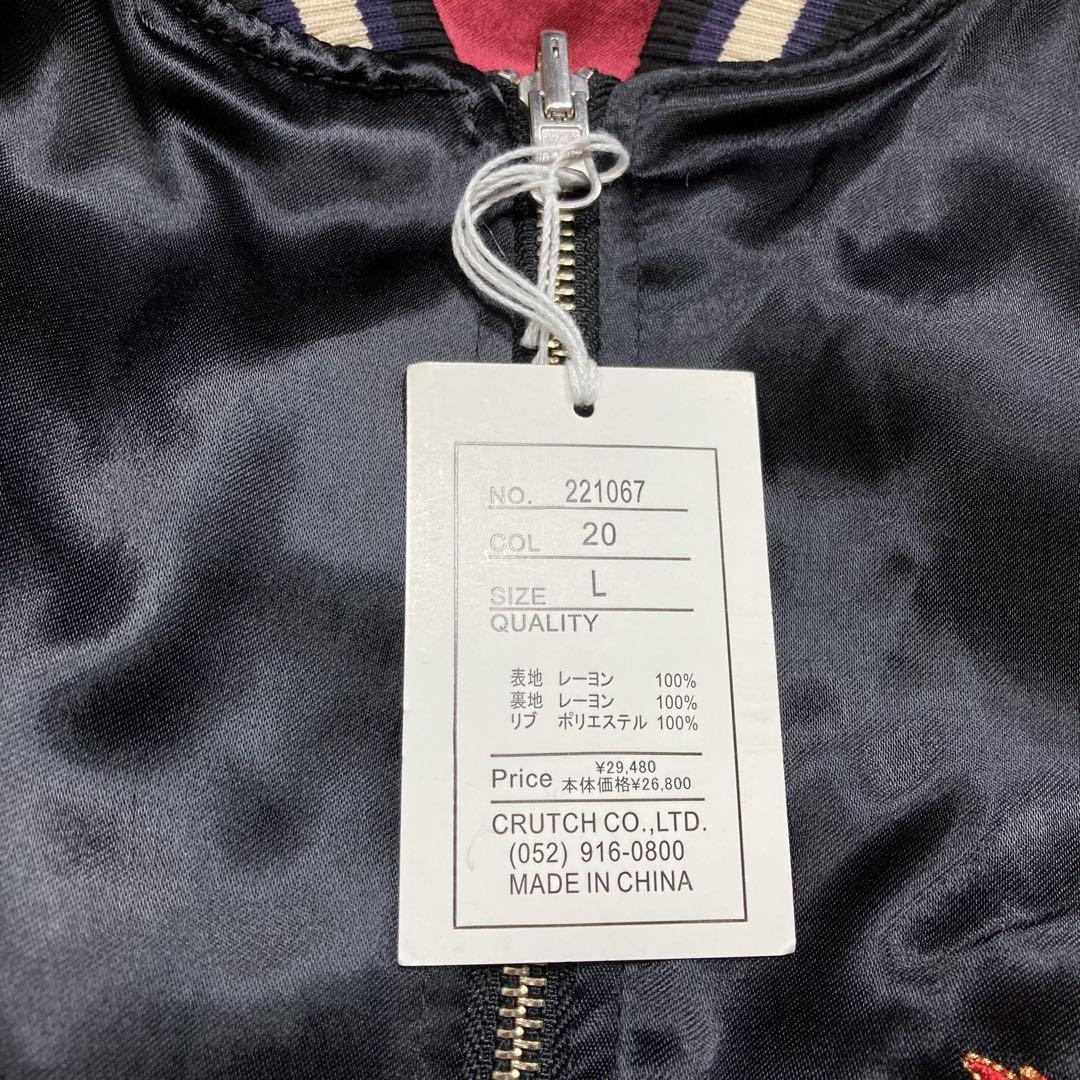 NO. 221067
COL 20
SIZE L
QUALITY
表地 レーヨン 100%
裏地 レーヨン 100%
リブ ポリエステル 100%
Price ¥29,480
本体価格¥26,800
CRUTCH CO.,LTD.
(052) 916-0800
MADE IN CHINA